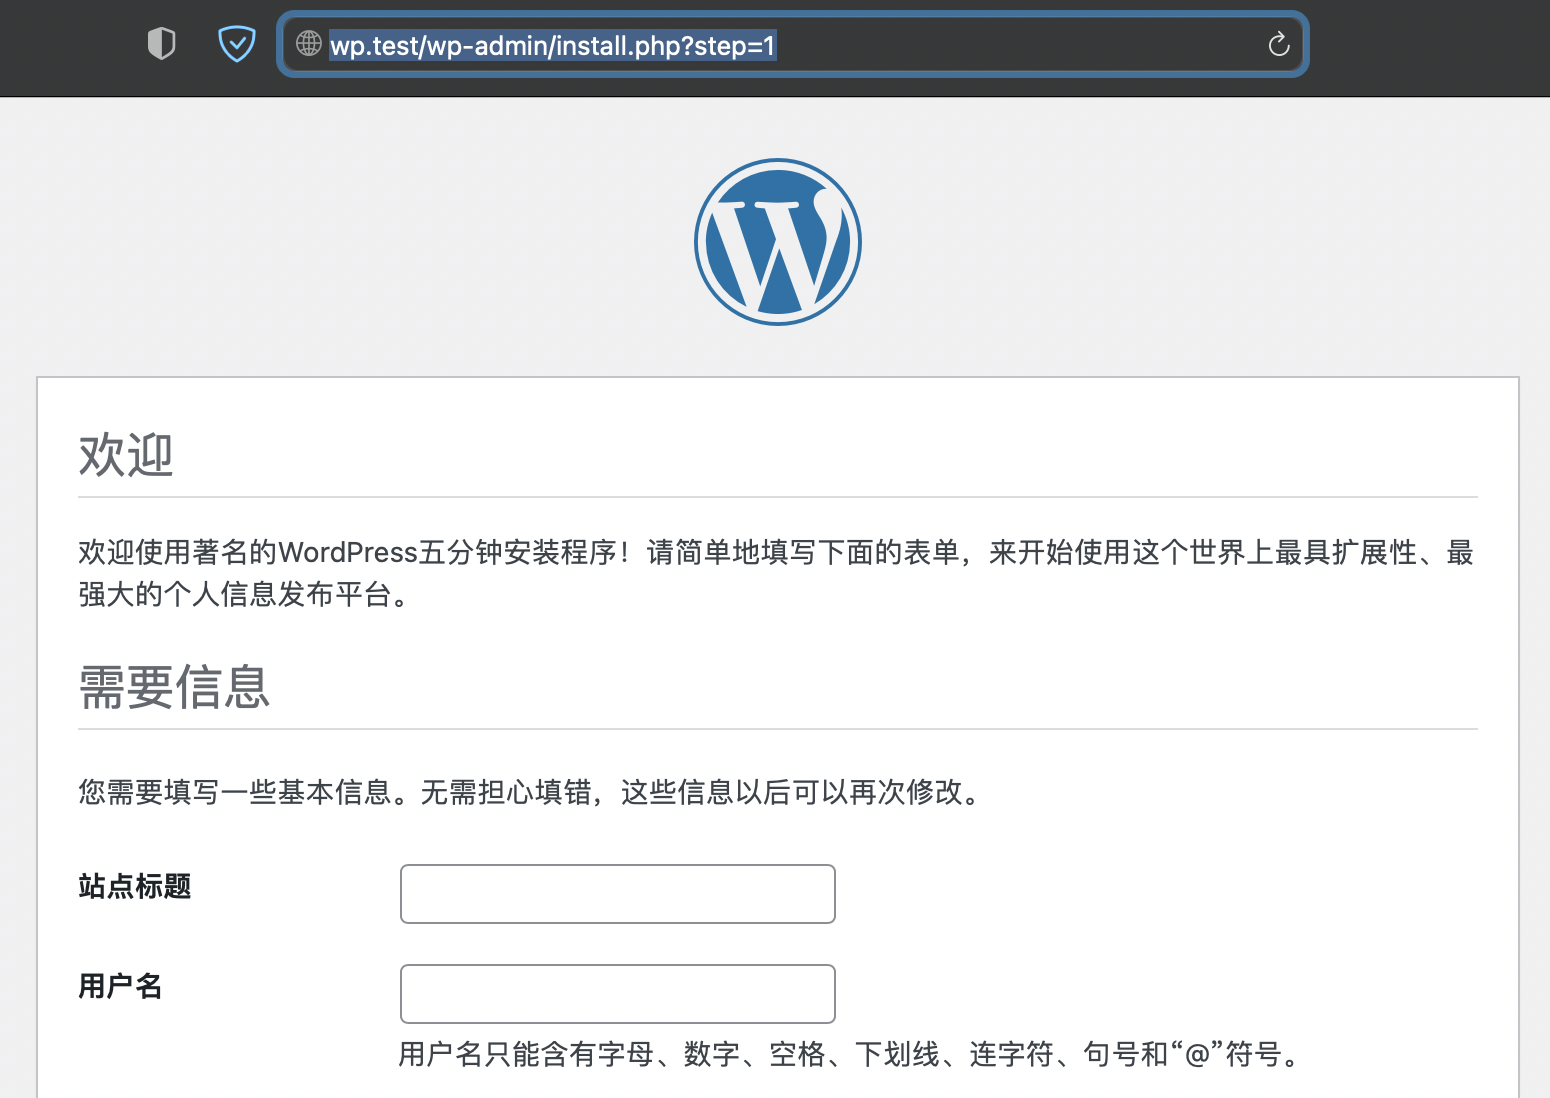 wp.test/wp-admin/install.php?step=1
欢迎
欢迎使用著名的WordPress五分钟安装程序！请简单地填写下面的表单，来开始使用这个世界上最具扩展性、最
强大的个人信息发布平台。
需要信息
您需要填写一些基本信息。无需担心填错，这些信息以后可以再次修改。
站点标题
用户名
用户名只能含有字母、数字、空格、下划线、连字符、句号和“@”符号。